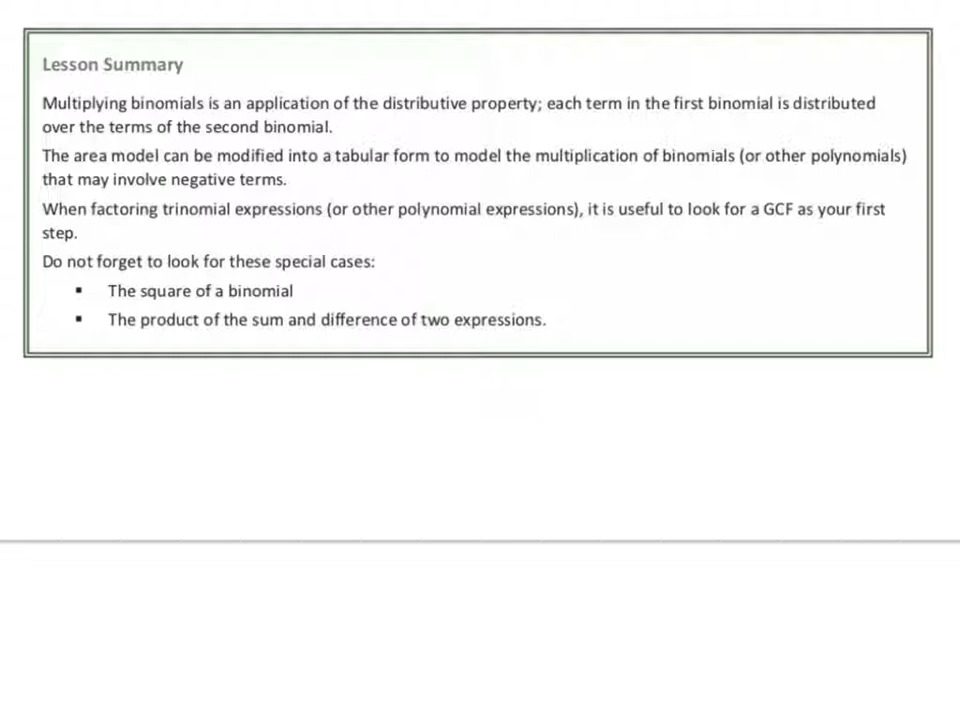 Lesson Summary
Multiplying binomials is an application of the distributive property; each term in the first binomial is distributed
over the terms of the second binomial.
The area model can be modified into a tabular form to model the multiplication of binomials (or other polynomials)
that may involve negative terms.
When factoring trinomial expressions (or other polynomial expressions), it is useful to look for a GCF as your first
step.
Do not forget to look for these special cases:
▪ The square of a binomial
▪ The product of the sum and difference of two expressions.